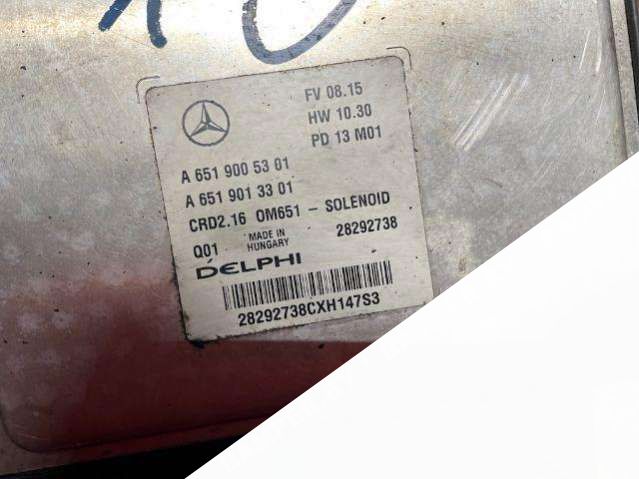 FV 08.15
HW 10.30
PD 13 M01
A 651 900 53 01
A 651 901 33 01
CRD2.16 OM651 - SOLENOID
Q01 MADE IN HUNGARY 28292738
DELPHI
28292738CXH147S3